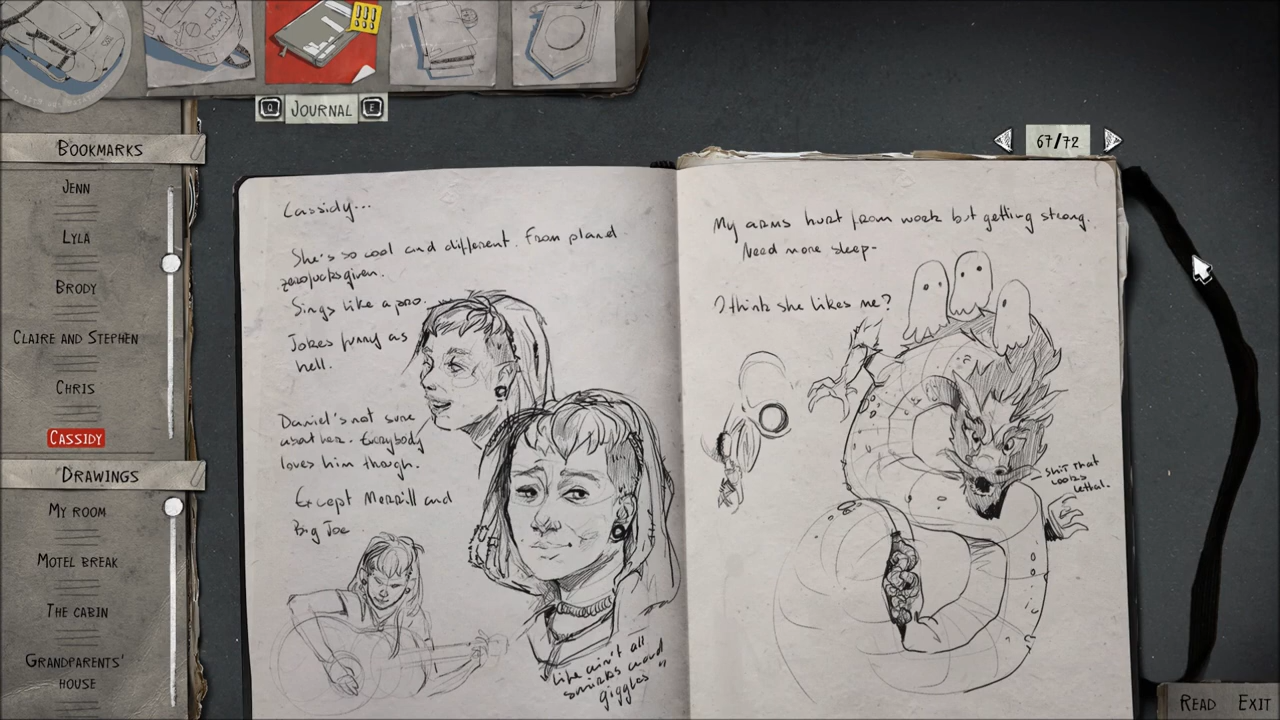 Q JOURNAL E
BOOKMARKS
JENN
LYLA
BRODY
CLAIRE AND STEPHEN
CHRIS
CASSIDY
DRAWINGS
MY ROOM
MOTEL BREAK
THE CABIN
GRANDPARENTS'
HOUSE
67/72
Cassidy...
She's so cool and different. From planet
zerofucksgiven.
Sings like a pro.
Jokes funny as
hell.
Daniel's not sure
about her. Everybody
loves him though.
Except Merrill and
Big Joe
"Life ain't all
smirks and
giggles"
My arms hurt from work but getting strong.
Need more sleep-
I think she likes me?
Shit that
looks
lethal.
READ EXIT